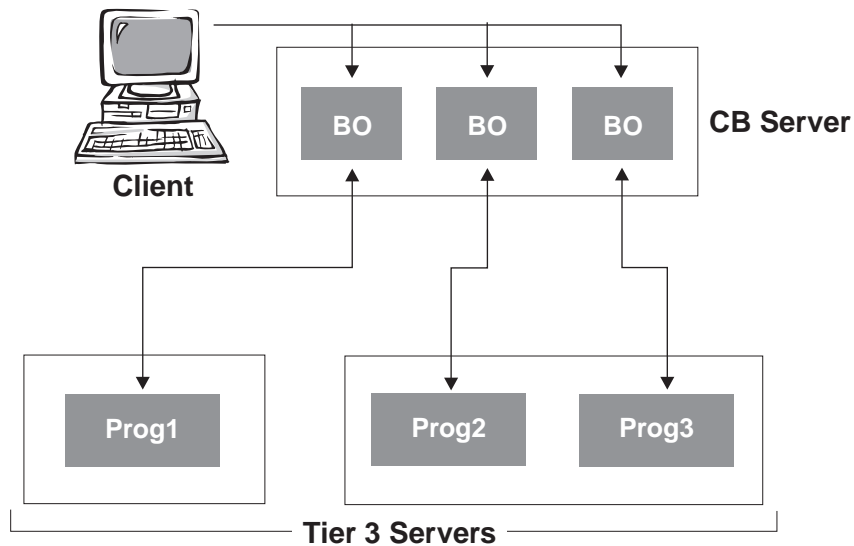 BO BO BO
CB Server
Client
Prog1
Prog2
Prog3
Tier 3 Servers